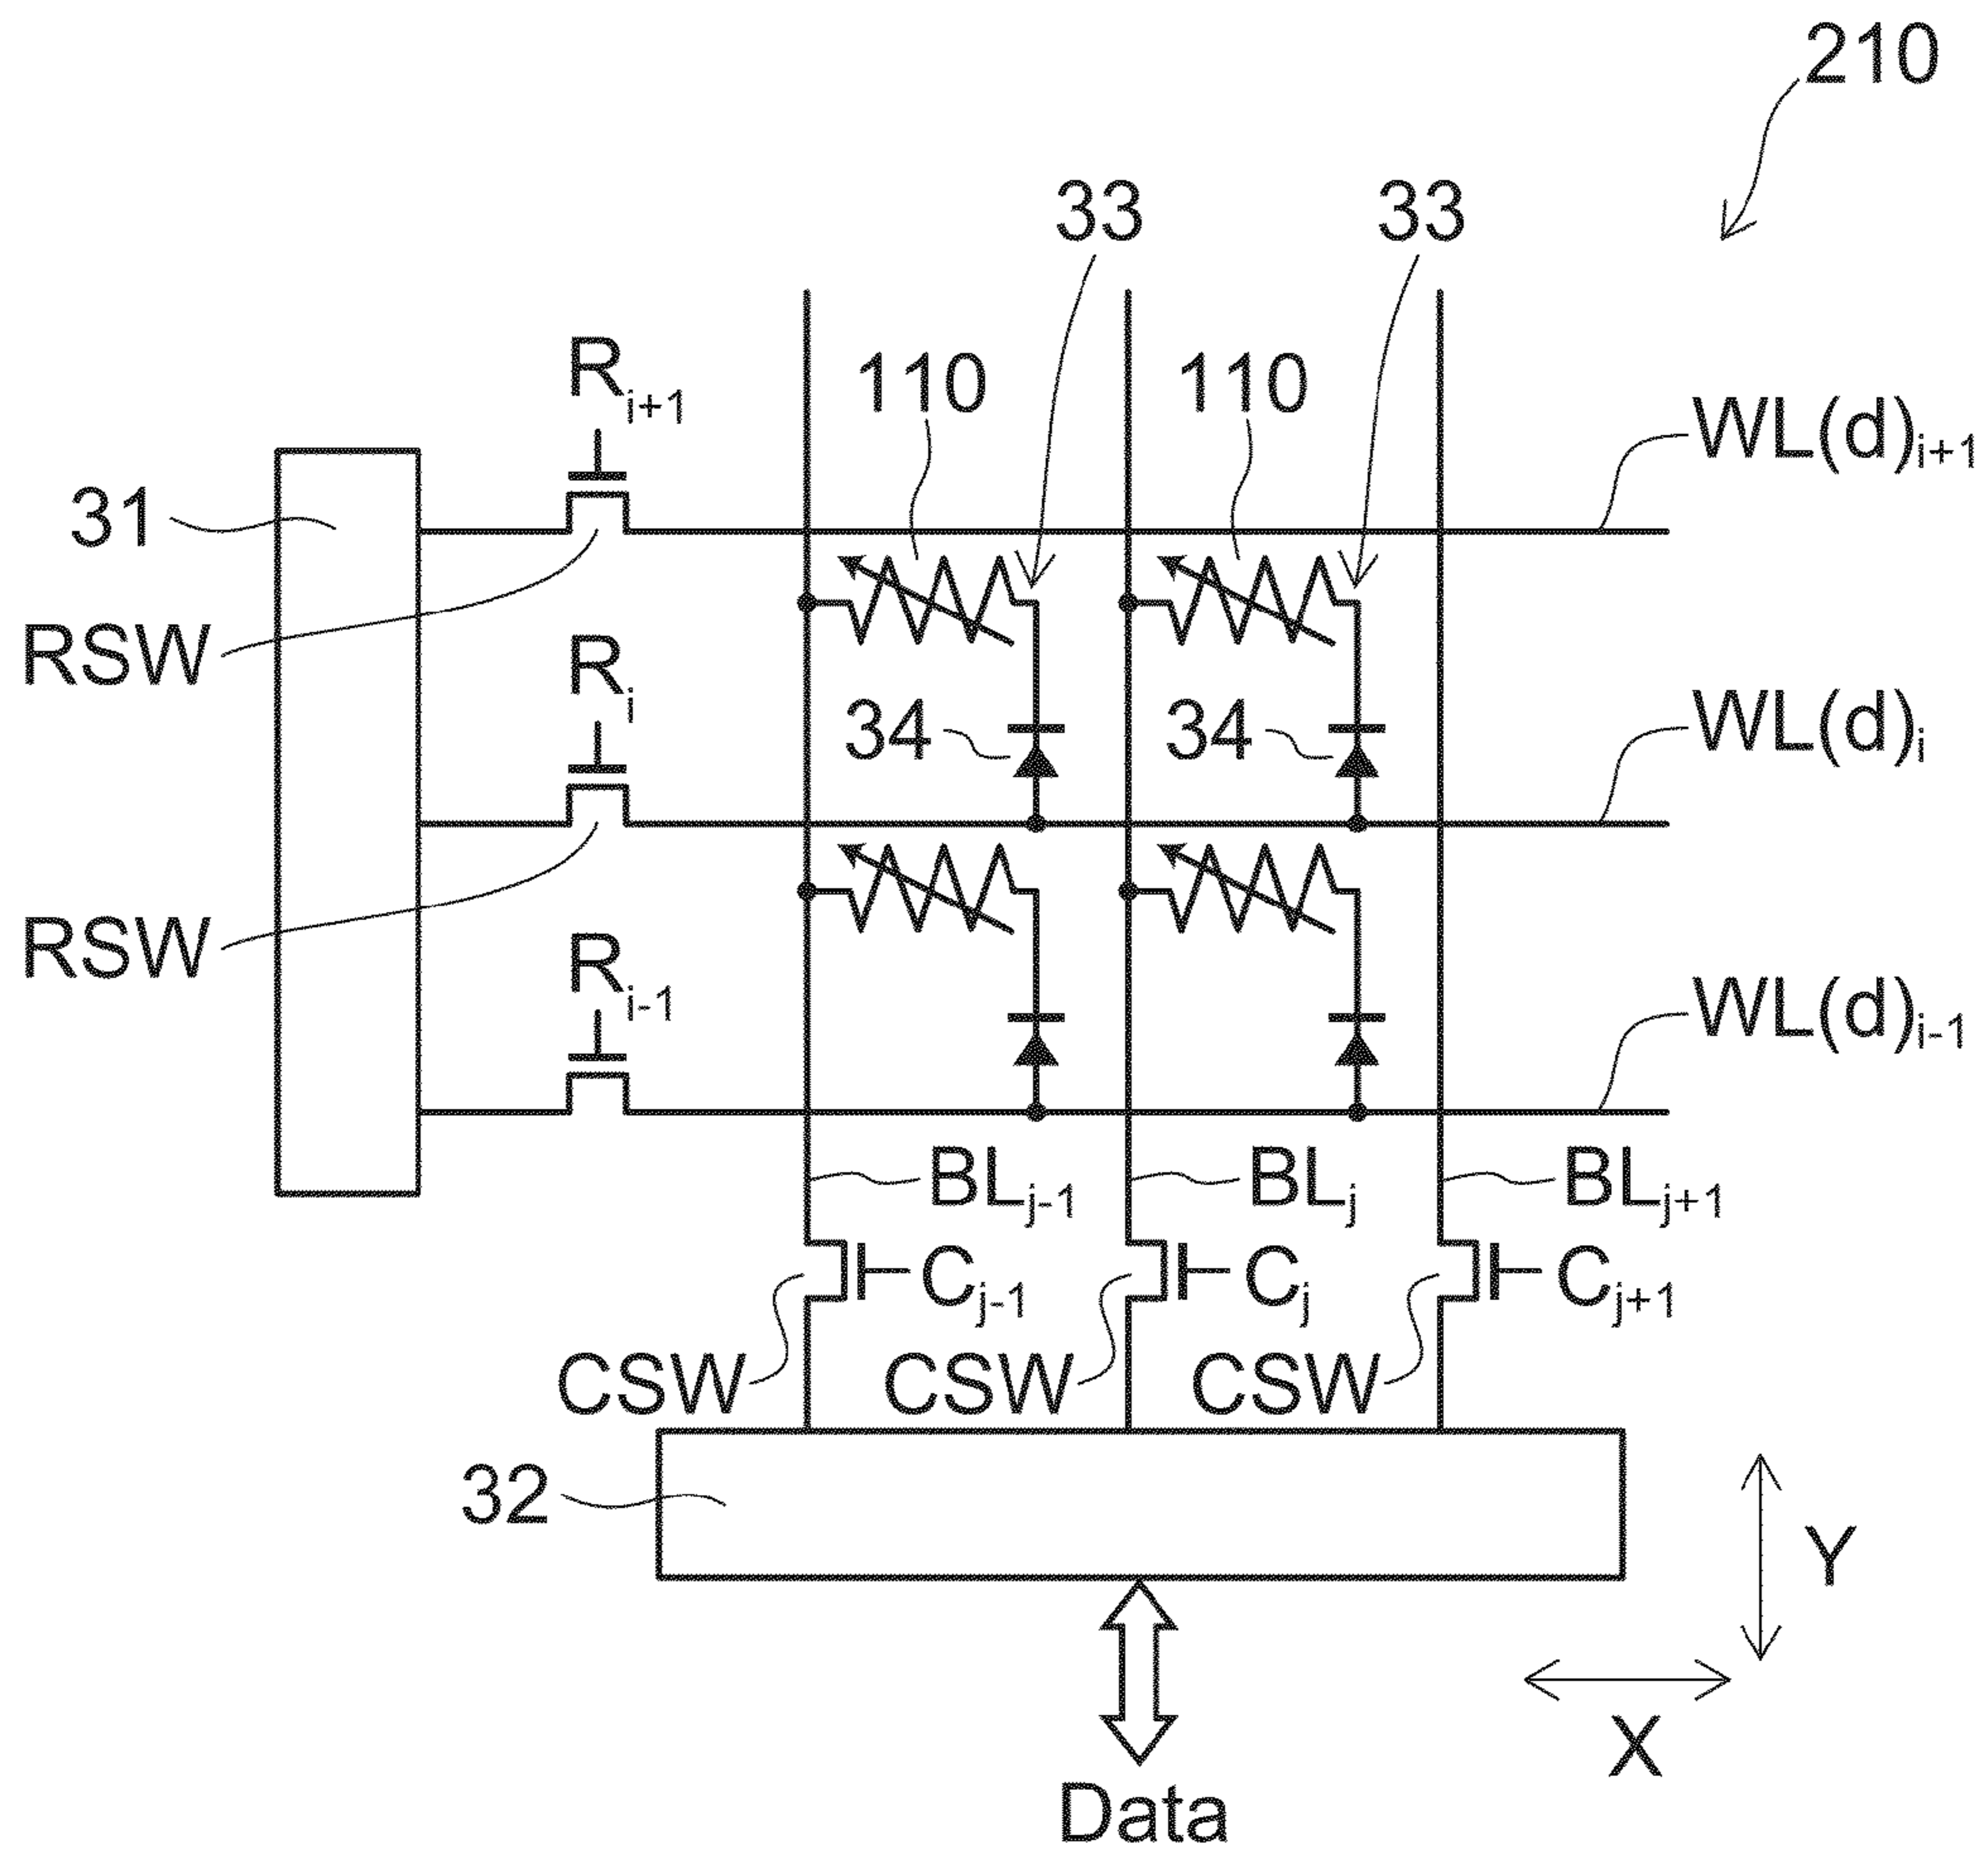 210
33 33
R_{i+1} 110 110 WL(d)_{i+1}
31
RSW R_i 34 34 WL(d)_i
RSW R_{i-1} WL(d)_{i-1}
BL_{j-1} BL_j BL_{j+1}
C_{j-1} C_j C_{j+1}
CSW CSW CSW
32
Y
X
Data